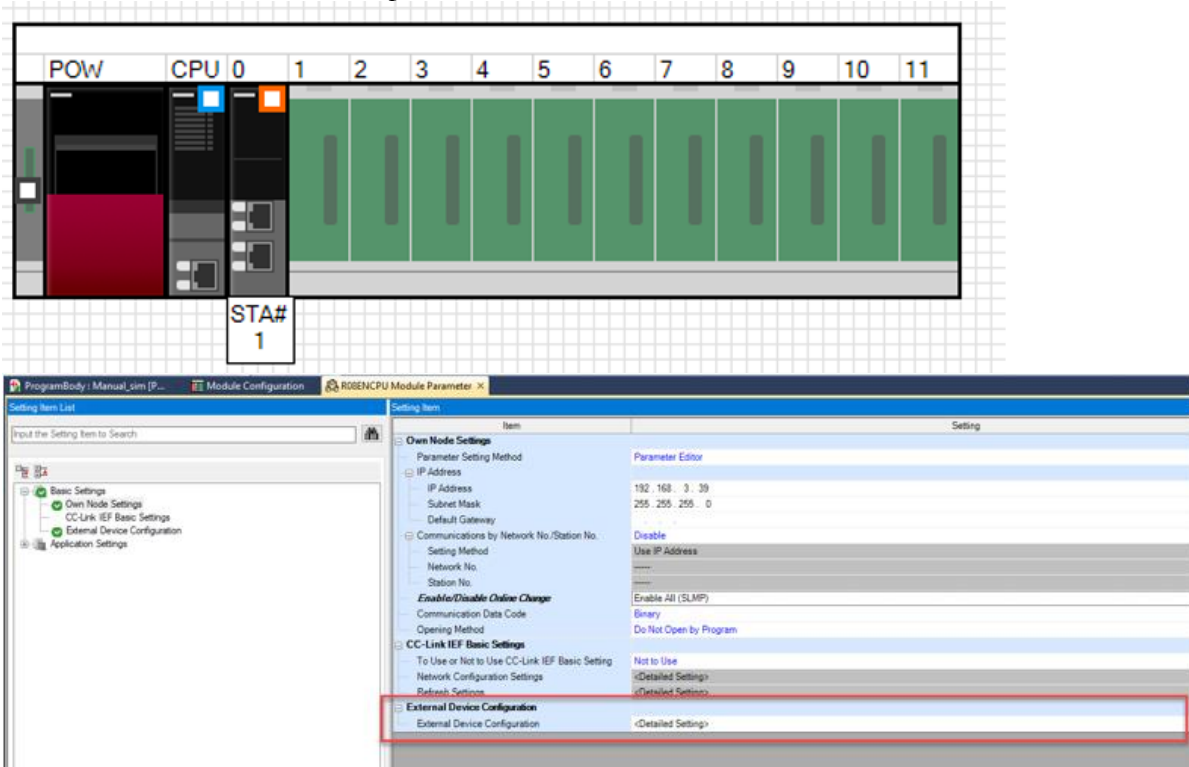 POW CPU 0 1 2 3 4 5 6 7 8 9 10 11
STA#
1
ProgramBody : Manual_sim [P... Module Configuration R08ENCPU Module Parameter ×
Setting Item List
Input the Setting Item to Search
Basic Settings
Own Node Settings
CC-Link IEF Basic Settings
External Device Configuration
Application Settings
Setting Item
Item Setting
Own Node Settings
Parameter Setting Method Parameter Editor
IP Address
IP Address 192 . 168 . 3 . 39
Subnet Mask 255 . 255 . 255 . 0
Default Gateway . . .
Communications by Network No./Station No. Disable
Setting Method Use IP Address
Network No. ----
Station No. ----
Enable/Disable Online Change Enable All (SLMP)
Communication Data Code Binary
Opening Method Do Not Open by Program
CC-Link IEF Basic Settings
To Use or Not to Use CC-Link IEF Basic Setting Not to Use
Network Configuration Settings <Detailed Setting>
Refresh Settings <Detailed Setting>
External Device Configuration
External Device Configuration <Detailed Setting>